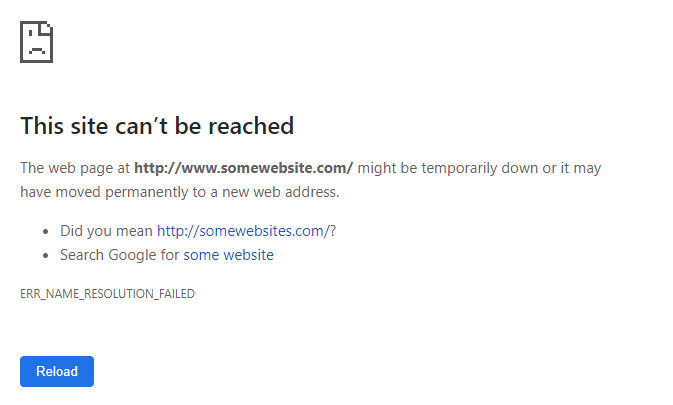 This site can’t be reached
The web page at http://www.somewebsite.com/ might be temporarily down or it may
have moved permanently to a new web address.
• Did you mean http://somewebsites.com/?
• Search Google for some website
ERR_NAME_RESOLUTION_FAILED
Reload